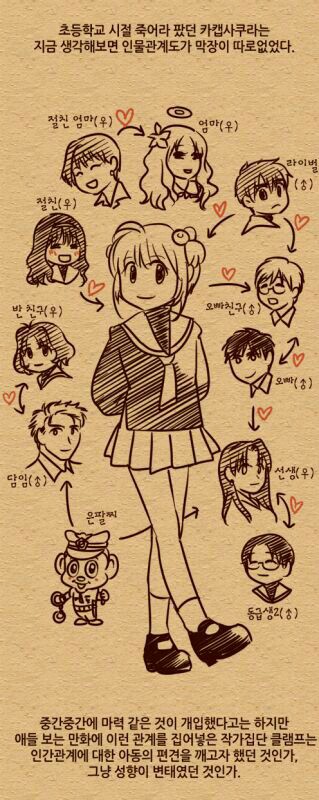 초등학교 시절 죽어라 팠던 카캡사쿠라는
지금 생각해보면 인물관계도가 막장이 따로없었다.
절친 엄마(우)
엄마(우)
라이벌
(송)
절친(우)
오빠친구(송)
반 친구(우)
오빠(송)
담임(송)
선생(우)
은팔찌
동급생2(송)
중간중간에 마력 같은 것이 개입했다고는 하지만
애들 보는 만화에 이런 관계를 집어넣은 작가집단 클램프는
인간관계에 대한 아동의 편견을 깨고자 했던 것인가,
그냥 성향이 변태였던 것인가.